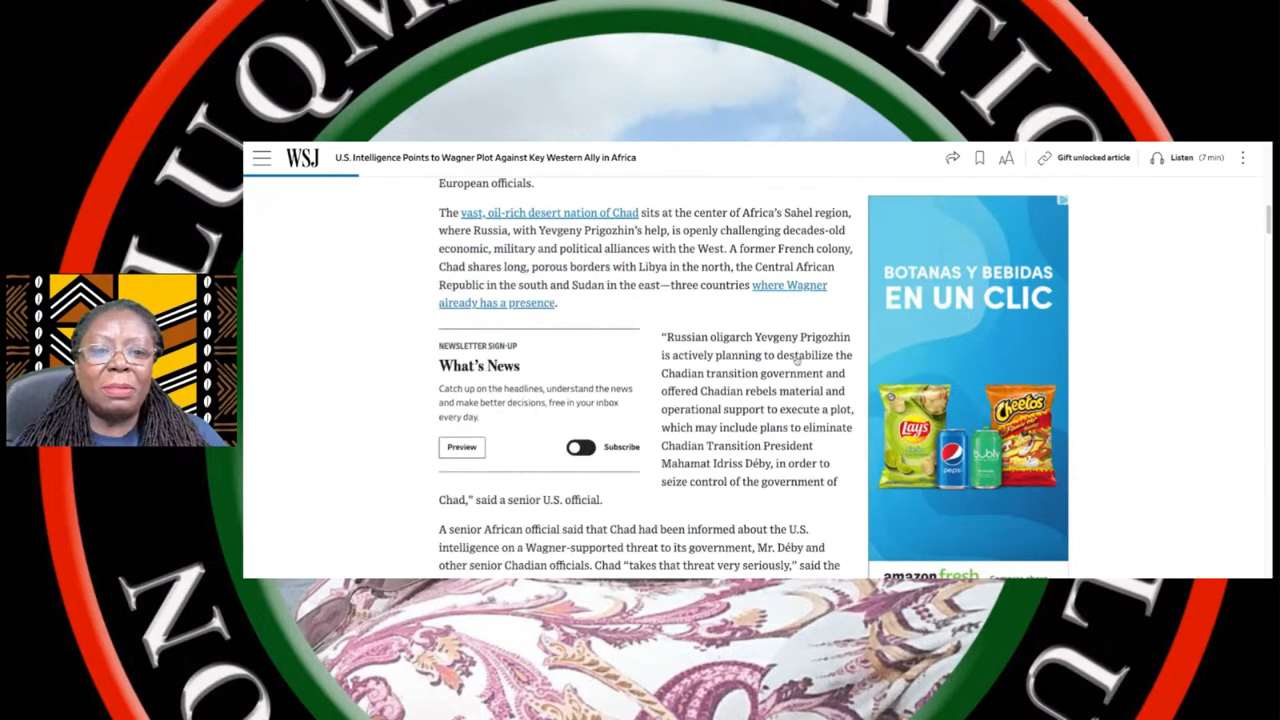 LUQM
ATIO
WSJ
U.S. Intelligence Points to Wagner Plot Against Key Western Ally in Africa
Gift unlocked article
Listen (7 min)
European officials.
The vast, oil-rich desert nation of Chad sits at the center of Africa's Sahel region,
where Russia, with Yevgeny Prigozhin's help, is openly challenging decades-old
economic, military and political alliances with the West. A former French colony,
Chad shares long, porous borders with Libya in the north, the Central African
Republic in the south and Sudan in the east—three countries where Wagner
already has a presence.
NEWSLETTER SIGN-UP
What's News
Catch up on the headlines, understand the news
and make better decisions, free in your inbox
every day.
Preview
Subscribe
"Russian oligarch Yevgeny Prigozhin
is actively planning to destabilize the
Chadian transition government and
offered Chadian rebels material and
operational support to execute a plot,
which may include plans to eliminate
Chadian Transition President
Mahamat Idriss Déby, in order to
seize control of the government of
Chad," said a senior U.S. official.
A senior African official said that Chad had been informed about the U.S.
intelligence on a Wagner-supported threat to its government, Mr. Déby and
other senior Chadian officials. Chad "takes that threat very seriously," said the
BOTANAS Y BEBIDAS
EN UN CLIC
Lay's
pepsi
bubly
Cheetos
amazon fresh